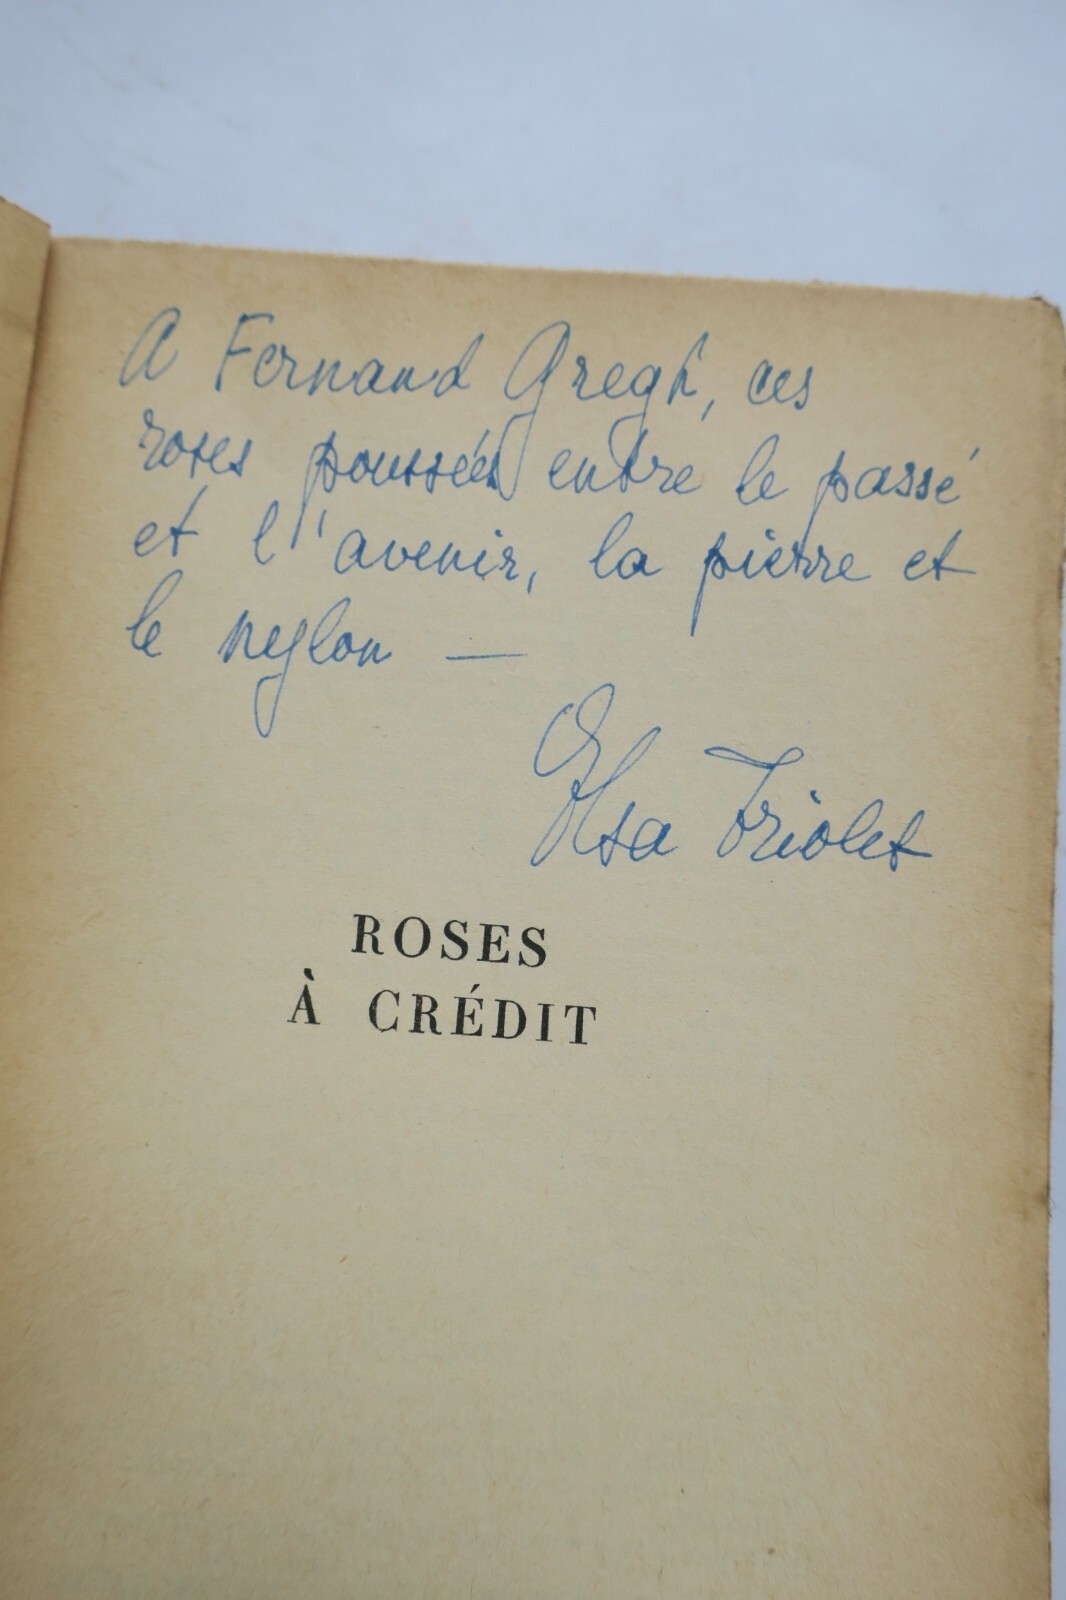 A Fernand Gregh, ces
roses poussées entre le passé
et l'avenir, la pierre et
le nylon —
Elsa Triolet
ROSES
À CRÉDIT